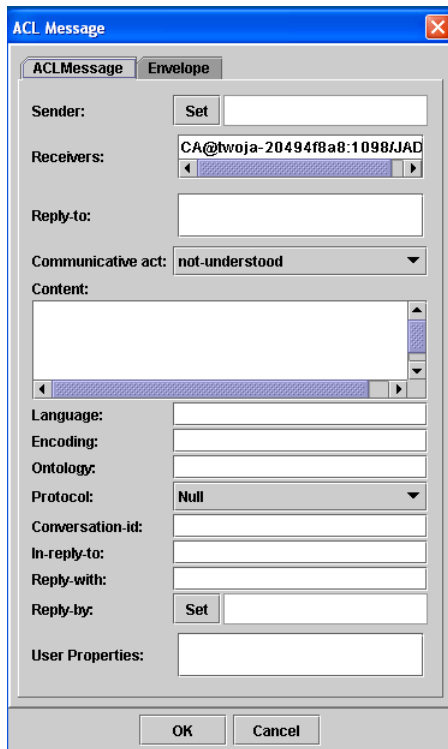 ACL Message
ACLMessage Envelope
Sender: Set
Receivers: CA@twoja-20494f8a8:1098/JAD
Reply-to:
Communicative act: not-understood
Content:
Language:
Encoding:
Ontology:
Protocol: Null
Conversation-id:
In-reply-to:
Reply-with:
Reply-by: Set
User Properties:
OK Cancel